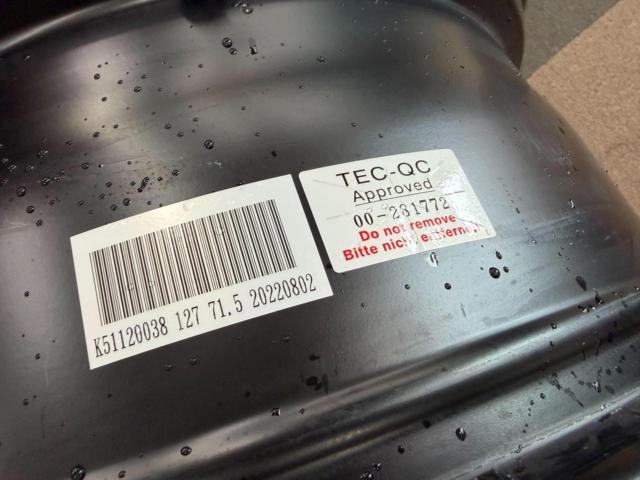 K51120038 127 71.5 20220802
TEC-QC
Approved
00-281772
Do not remove
Bitte nicht entfernen